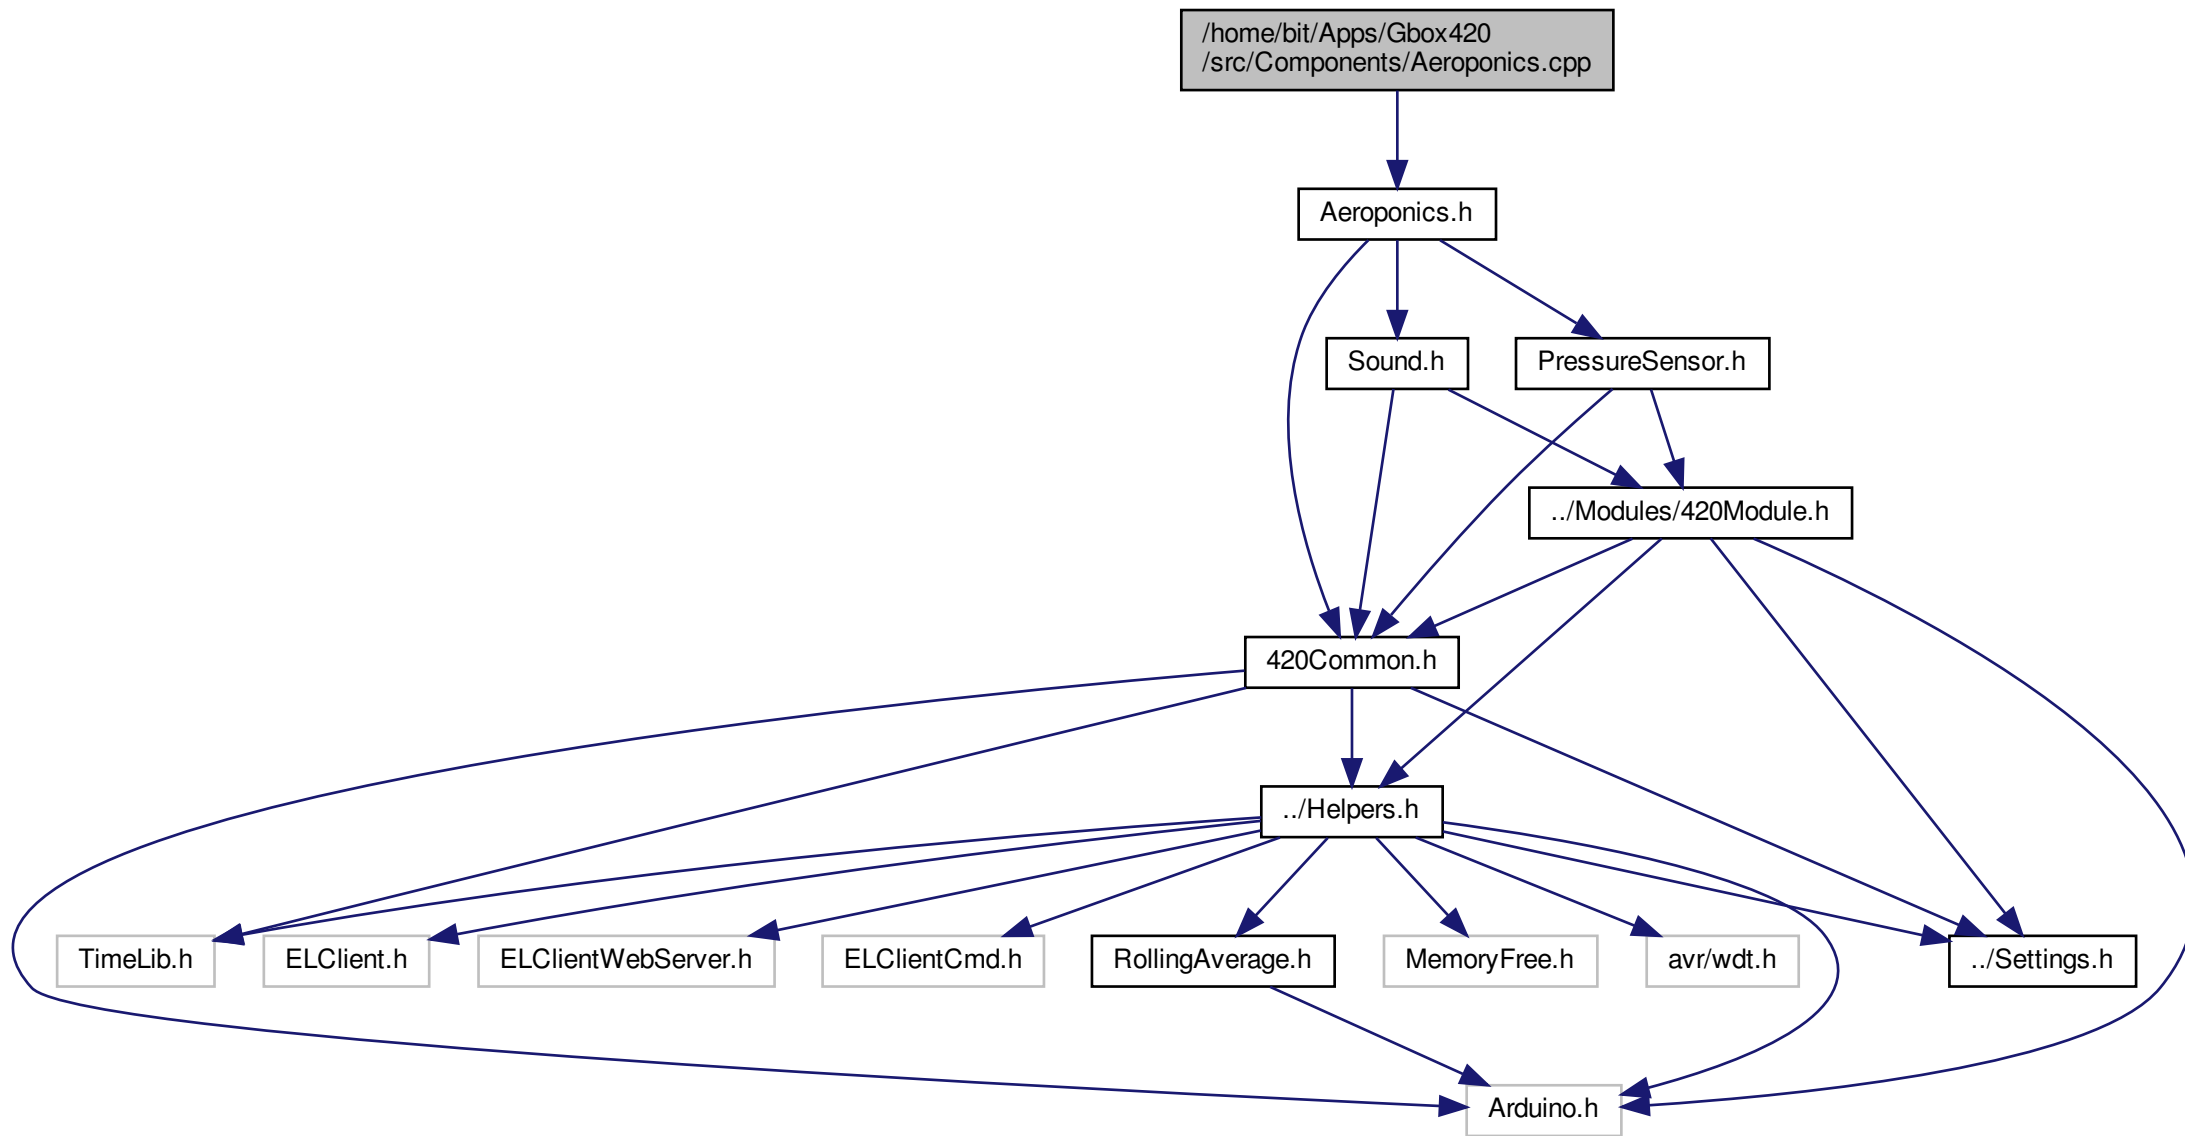 /home/bit/Apps/Gbox420
/src/Components/Aeroponics.cpp
Aeroponics.h
Sound.h
PressureSensor.h
../Modules/420Module.h
420Common.h
../Helpers.h
TimeLib.h
ELClient.h
ELClientWebServer.h
ELClientCmd.h
RollingAverage.h
MemoryFree.h
avr/wdt.h
../Settings.h
Arduino.h